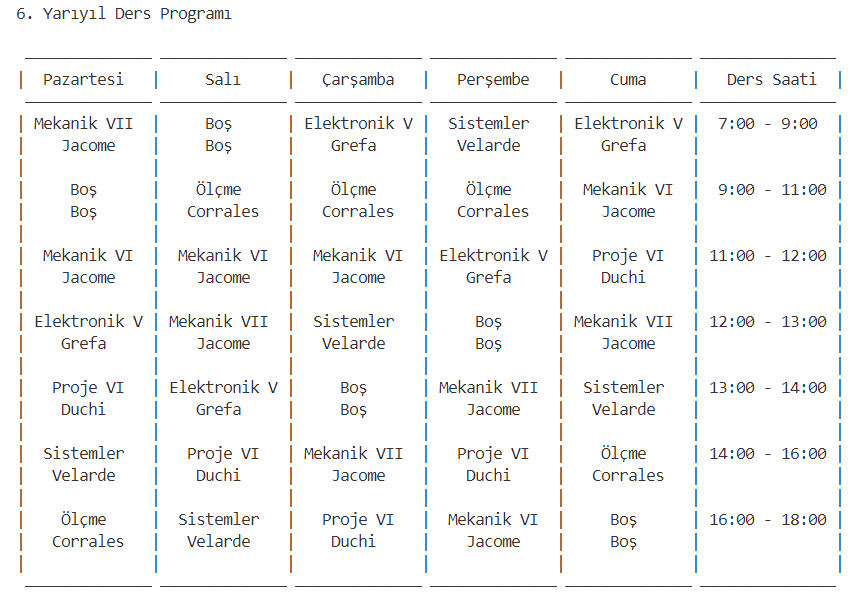 6. Yarıyıl Ders Programı
Pazartesi Salı Çarşamba Perşembe Cuma Ders Saati
Mekanik VII Boş Elektronik V Sistemler Elektronik V 7:00 - 9:00
Jacome Boş Grefa Velarde Grefa
Boş Ölçme Ölçme Ölçme Mekanik VI 9:00 - 11:00
Boş Corrales Corrales Corrales Jacome
Mekanik VI Mekanik VI Mekanik VI Elektronik V Proje VI 11:00 - 12:00
Jacome Jacome Jacome Grefa Duchi
Elektronik V Mekanik VII Sistemler Boş Mekanik VII 12:00 - 13:00
Grefa Jacome Velarde Boş Jacome
Proje VI Elektronik V Boş Mekanik VII Sistemler 13:00 - 14:00
Duchi Grefa Boş Jacome Velarde
Sistemler Proje VI Mekanik VII Proje VI Ölçme 14:00 - 16:00
Velarde Duchi Jacome Duchi Corrales
Ölçme Sistemler Proje VI Mekanik VI Boş 16:00 - 18:00
Corrales Velarde Duchi Jacome Boş